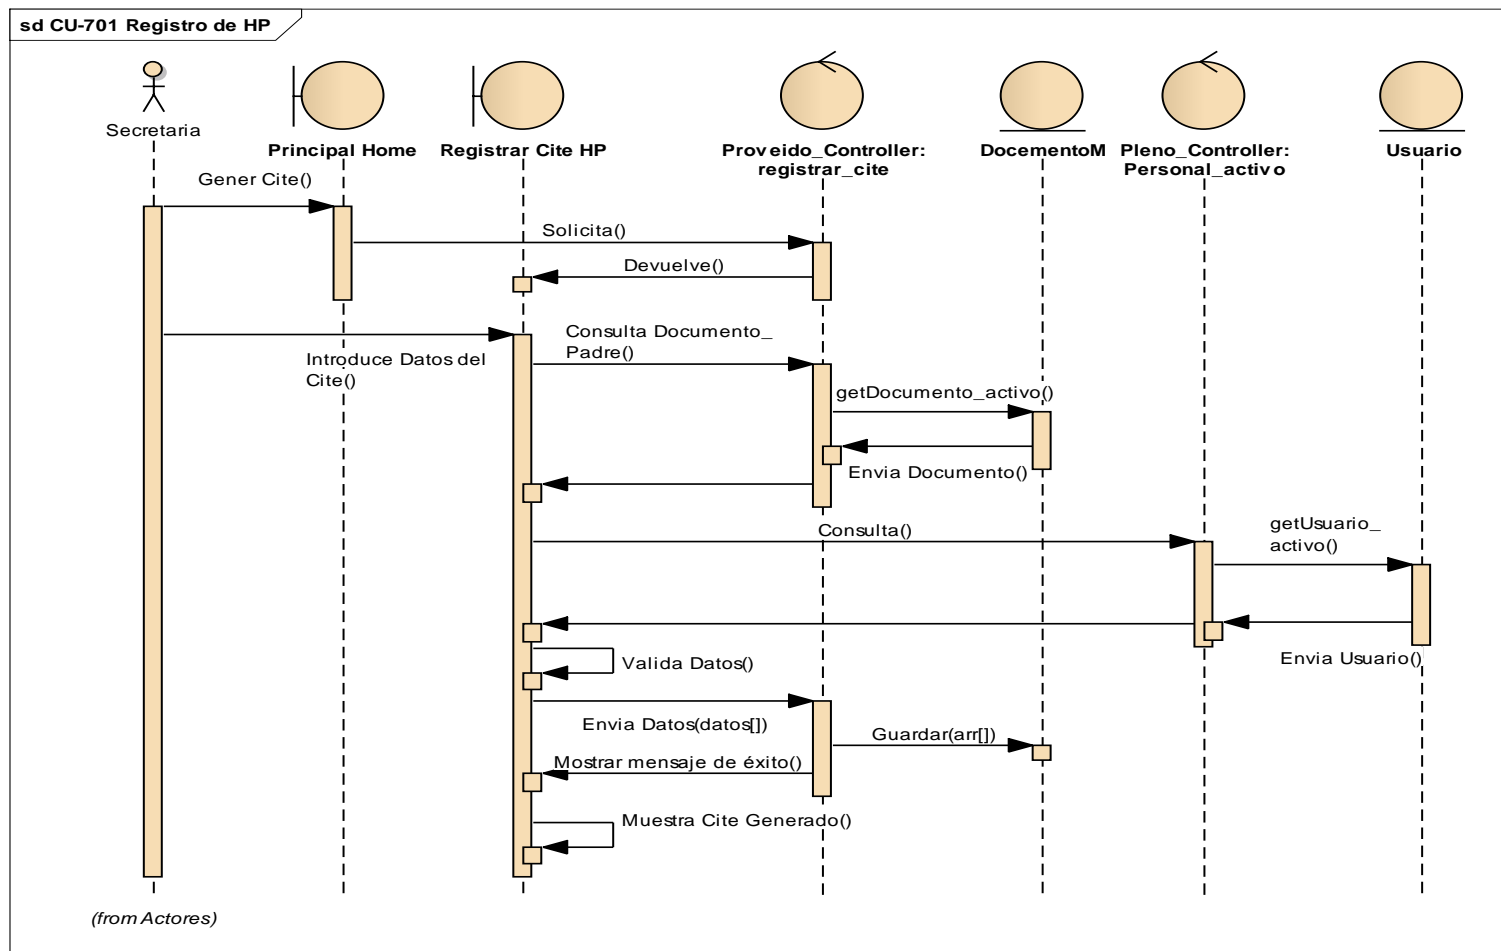 sd CU-701 Registro de HP
Secretaria
Principal Home
Registrar Cite HP
Proveido_Controller:
registrar_cite
DocementoM
Pleno_Controller:
Personal_activo
Usuario
Gener Cite()
Solicita()
Devuelve()
Introduce Datos del
Cite()
Consulta Documento_
Padre()
getDocumento_activo()
Envia Documento()
Consulta()
getUsuario_
activo()
Envia Usuario()
Valida Datos()
Envia Datos(datos[])
Guardar(arr[])
Mostrar mensaje de éxito()
Muestra Cite Generado()
(from Actores)